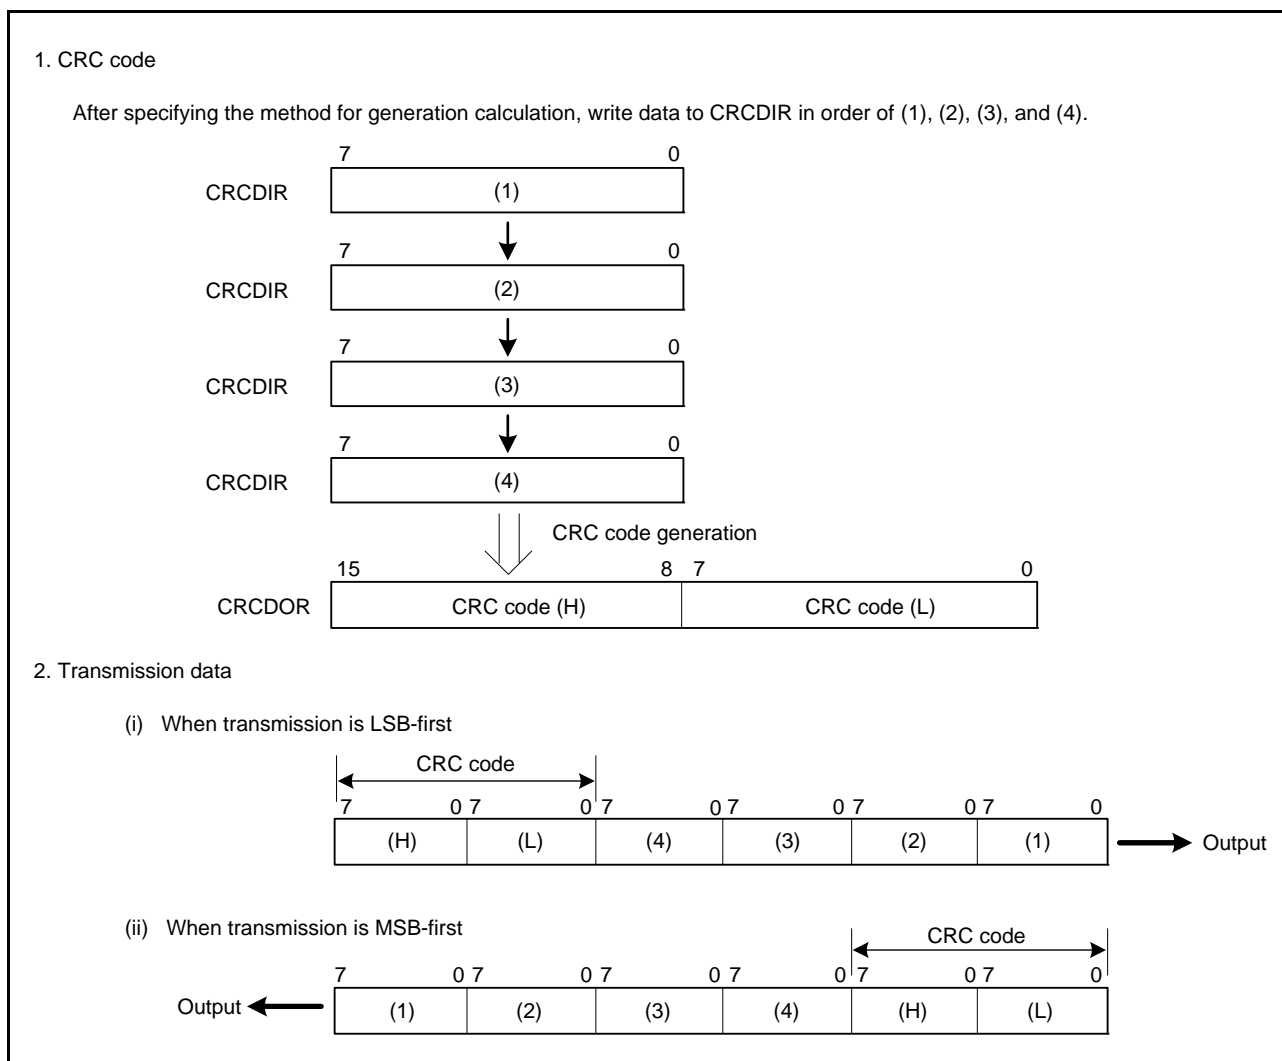 1. CRC code
After specifying the method for generation calculation, write data to CRCDIR in order of (1), (2), (3), and (4).
7 0
CRCDIR (1)
7 0
CRCDIR (2)
7 0
CRCDIR (3)
7 0
CRCDIR (4)
CRC code generation
15 8 7 0
CRCDOR CRC code (H) CRC code (L)
2. Transmission data
(i) When transmission is LSB-first
CRC code
7 0 7 0 7 0 7 0 7 0 7 0
(H) (L) (4) (3) (2) (1) Output
(ii) When transmission is MSB-first
CRC code
7 0 7 0 7 0 7 0 7 0 7 0
Output (1) (2) (3) (4) (H) (L)